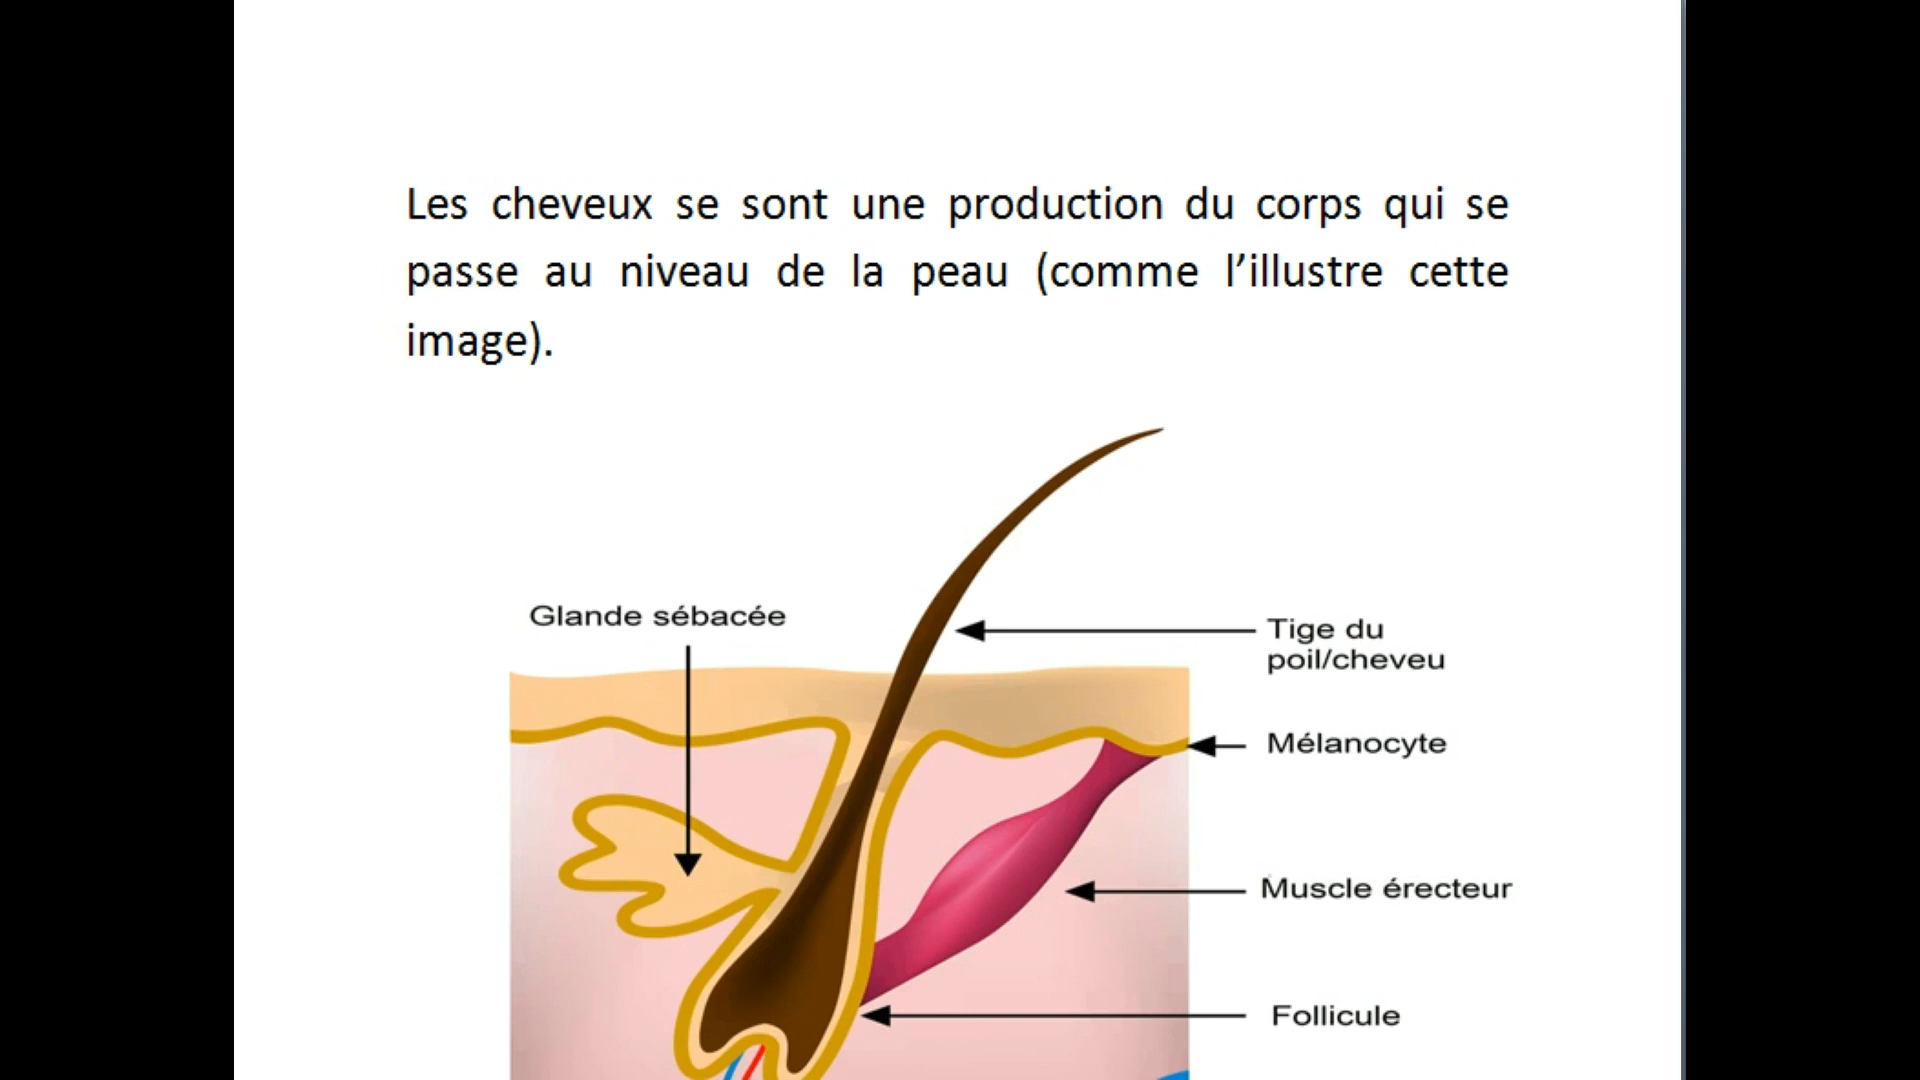 Les cheveux se sont une production du corps qui se
passe au niveau de la peau (comme l’illustre cette
image).
Glande sébacée
Tige du
poil/cheveu
Mélanocyte
Muscle érecteur
Follicule